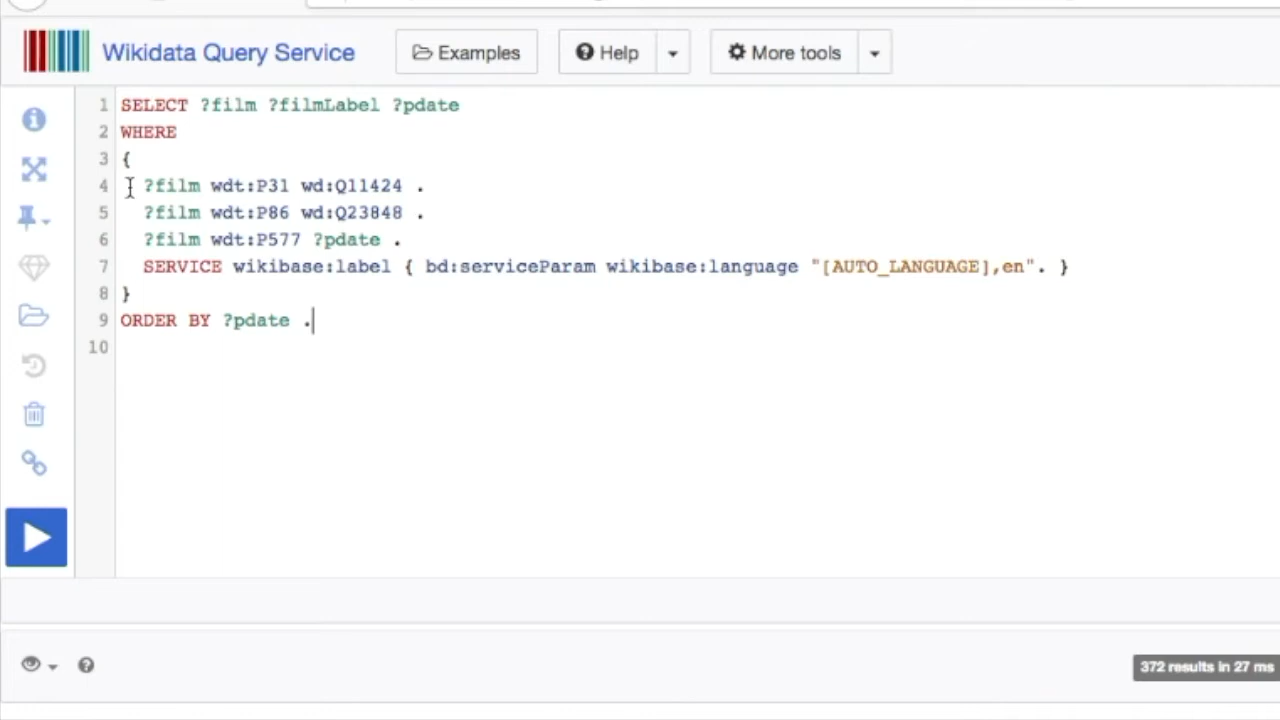 Wikidata Query Service Examples Help More tools
1 SELECT ?film ?filmLabel ?pdate
2 WHERE
3 {
4 ?film wdt:P31 wd:Q11424 .
5 ?film wdt:P86 wd:Q23848 .
6 ?film wdt:P577 ?pdate .
7 SERVICE wikibase:label { bd:serviceParam wikibase:language "[AUTO_LANGUAGE],en". }
8 }
9 ORDER BY ?pdate .
10
372 results in 27 ms